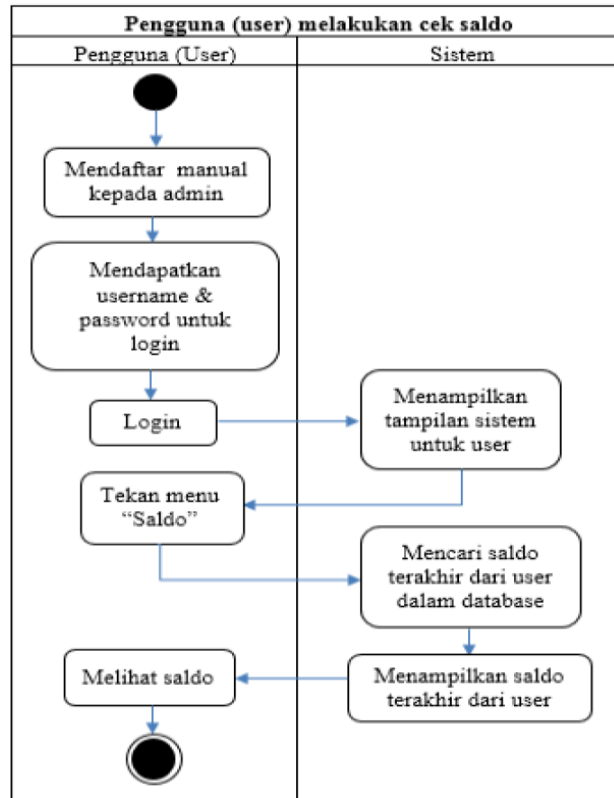 Pengguna (user) melakukan cek saldo
Pengguna (User)
Sistem
Mendaftar manual
kepada admin
Mendapatkan
username &
password untuk
login
Login
Menampilkan
tampilan sistem
untuk user
Tekan menu
“Saldo”
Mencari saldo
terakhir dari user
dalam database
Menampilkan saldo
terakhir dari user
Melihat saldo